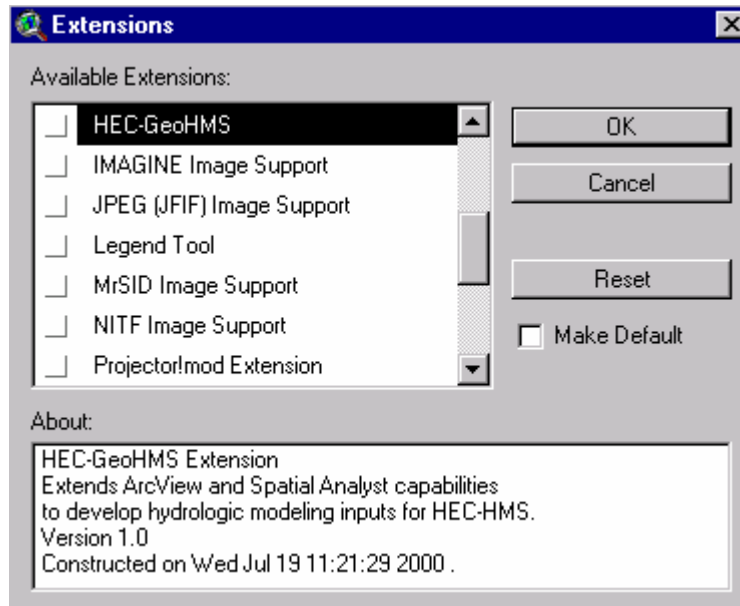 Extensions
Available Extensions:
HEC-GeoHMS
IMAGINE Image Support
JPEG (JFIF) Image Support
Legend Tool
MrSID Image Support
NITF Image Support
Projector!mod Extension
OK
Cancel
Reset
Make Default
About:
HEC-GeoHMS Extension
Extends ArcView and Spatial Analyst capabilities
to develop hydrologic modeling inputs for HEC-HMS.
Version 1.0
Constructed on Wed Jul 19 11:21:29 2000 .